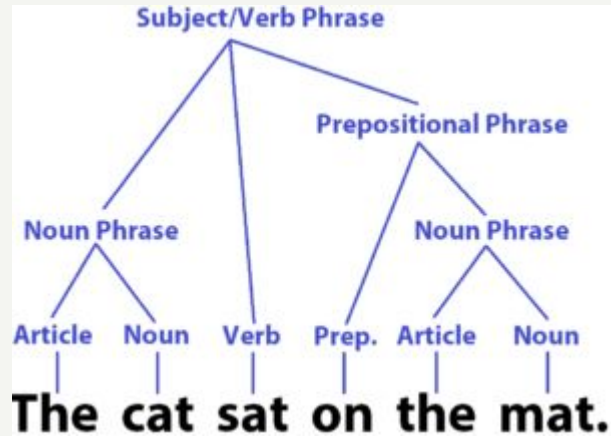 Subject/Verb Phrase
Prepositional Phrase
Noun Phrase Noun Phrase
Article Noun Verb Prep. Article Noun
The cat sat on the mat.